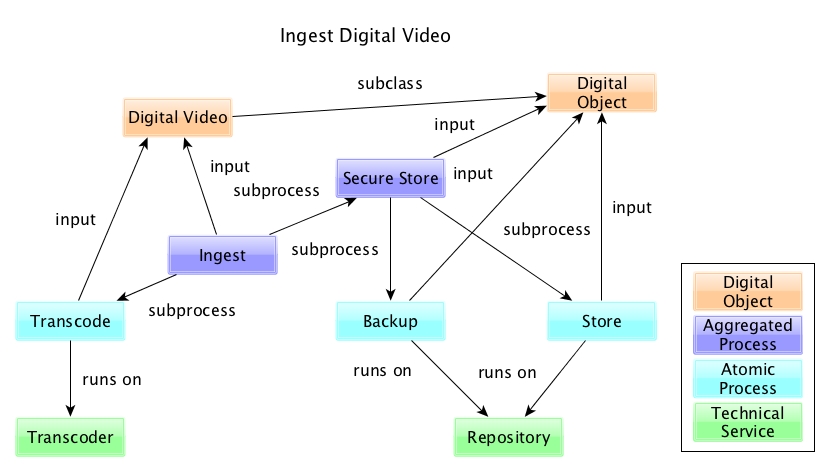 Ingest Digital Video
subclass
Digital
Object
Digital Video
input
input
input
Secure Store
subprocess
input
input
subprocess
subprocess
Ingest
subprocess
Transcode
Backup
Store
runs on
runs on
runs on
Transcoder
Repository
Digital
Object
Aggregated
Process
Atomic
Process
Technical
Service